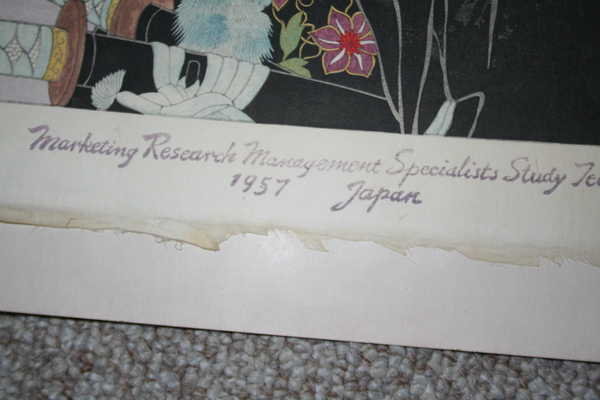 Marketing Research Management Specialists Study
1957 Japan